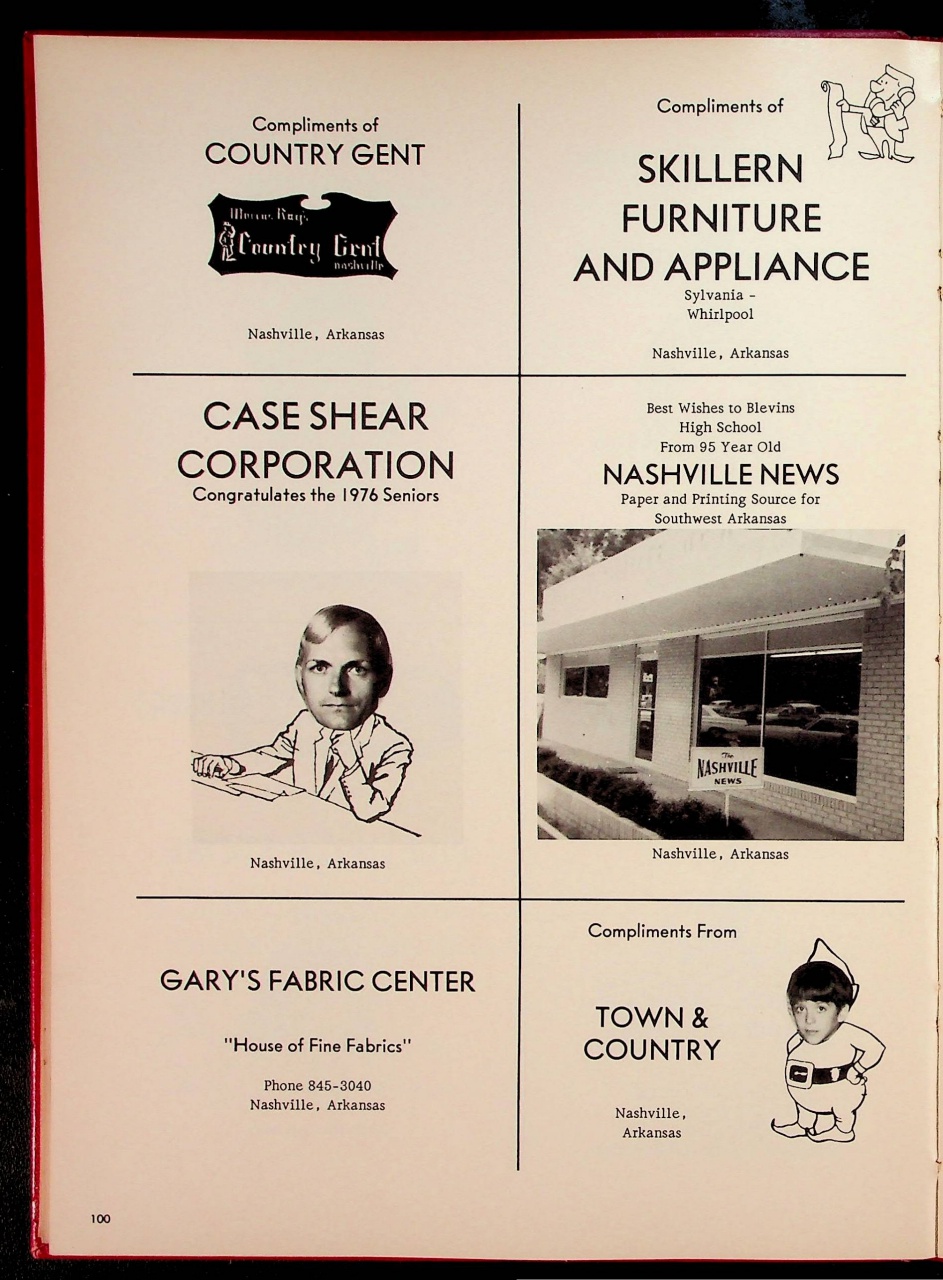 Compliments of
COUNTRY GENT
Ray's
Country Gent
nashville
Nashville, Arkansas
Compliments of
SKILLERN
FURNITURE
AND APPLIANCE
Sylvania -
Whirlpool
Nashville, Arkansas
CASE SHEAR
CORPORATION
Congratulates the 1976 Seniors
Nashville, Arkansas
Best Wishes to Blevins
High School
From 95 Year Old
NASHVILLE NEWS
Paper and Printing Source for
Southwest Arkansas
The
NASHVILLE
NEWS
Nashville, Arkansas
GARY'S FABRIC CENTER
"House of Fine Fabrics"
Phone 845-3040
Nashville, Arkansas
Compliments From
TOWN &
COUNTRY
Nashville,
Arkansas
100